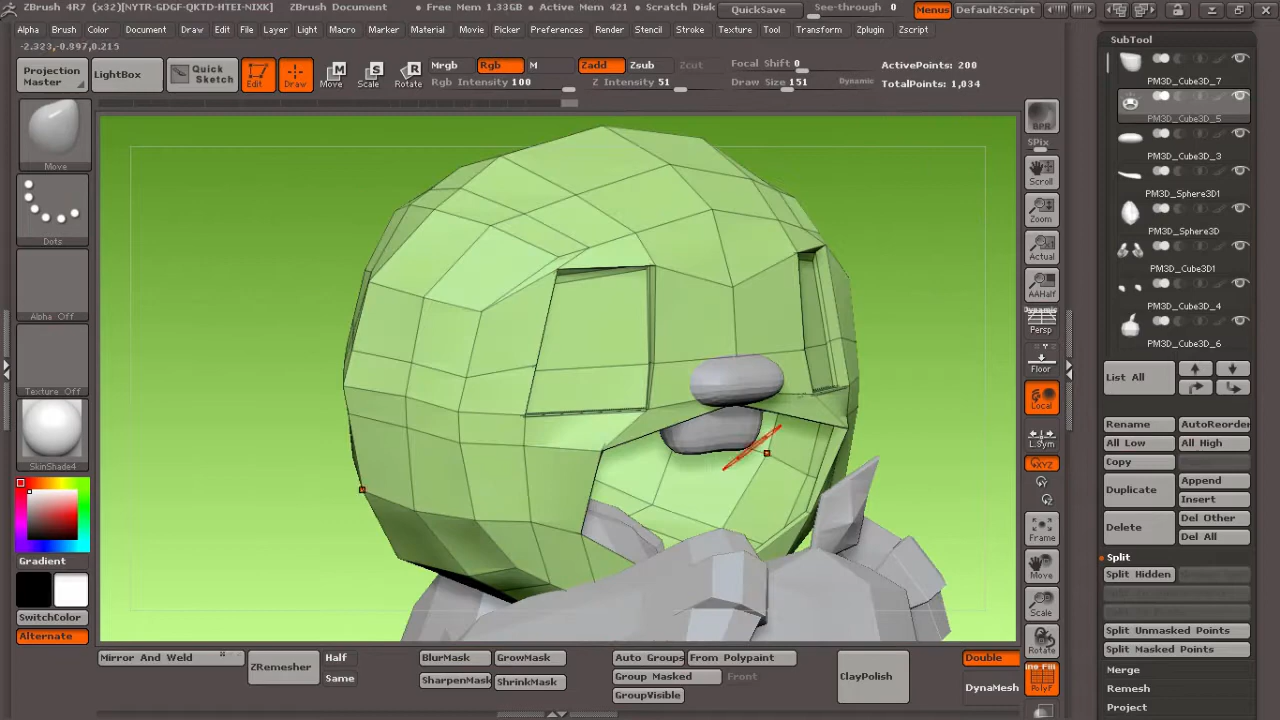 ZBrush 4R7 (x32)[NYTR-GDGF-QKTD-HTEI-NIXK] ZBrush Document • Free Mem 1.33GB • Active Mem 421 • Scratch Disk QuickSave See-through 0 Menus DefaultZScript
Alpha Brush Color Document Draw Edit File Layer Light Macro Marker Material Movie Picker Preferences Render Stencil Stroke Texture Tool Transform Zplugin Zscript
-2.323,-0.897,0.215
Projection Master
LightBox
Quick Sketch
Edit
Draw
Move
Scale
Rotate
Mrgb Rgb M Zadd Zsub Zcut
Rgb Intensity 100 Z Intensity 51
Focal Shift 0
Draw Size 151 Dynamic
ActivePoints: 200
TotalPoints: 1,034
Move
Dots
Alpha Off
Texture Off
SkinShade4
Gradient
SwitchColor
Alternate
BPR
SPix
Scroll
Zoom
Actual
AAHalf
Dynamic
Persp
Floor
Local
L.Sym
XYZ
Frame
Move
Scale
Rotate
PolyF
SubTool
PM3D_Cube3D_7
PM3D_Cube3D_5
PM3D_Cube3D_3
PM3D_Sphere3D1
PM3D_Sphere3D
PM3D_Cube3D1
PM3D_Cube3D_4
PM3D_Cube3D_6
List All
Rename AutoReorder
All Low All High
Copy
Duplicate Append
Insert
Delete Del Other
Del All
Split
Split Hidden
Split Unmasked Points
Split Masked Points
Merge
Remesh
Project
Mirror And Weld
ZRemesher
Half
Same
BlurMask GrowMask
SharpenMask ShrinkMask
Auto Groups From Polypaint
Group Masked Front
GroupVisible
ClayPolish
Double
DynaMesh